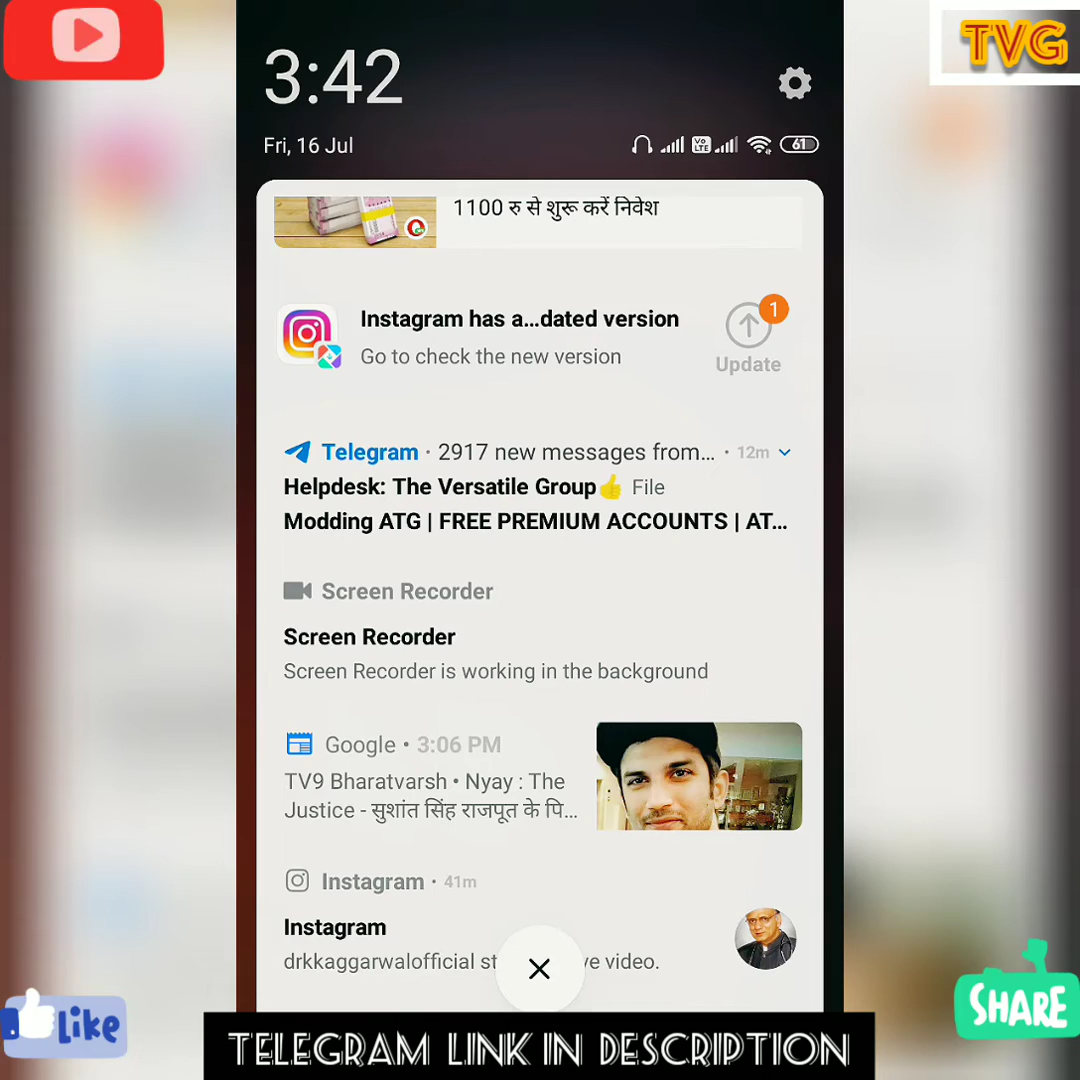 TVG
3:42
Fri, 16 Jul
VO
LTE
61
1100 रु से शुरू करें निवेश
Instagram has a...dated version
1
Go to check the new version
Update
Telegram · 2917 new messages from... · 12m
Helpdesk: The Versatile Group👍 File
Modding ATG | FREE PREMIUM ACCOUNTS | AT...
Screen Recorder
Screen Recorder
Screen Recorder is working in the background
Google • 3:06 PM
TV9 Bharatvarsh • Nyay : The
Justice - सुशांत सिंह राजपूत के पि...
Instagram · 41m
Instagram
drkkaggarwalofficial st ve video.
Like
SHARE
TELEGRAM LINK IN DESCRIPTION